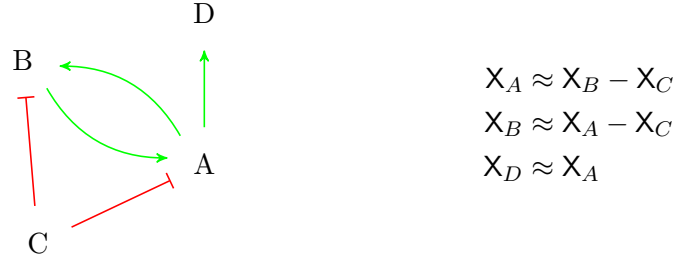 D
B
A
C
X_A ≈ X_B − X_C
X_B ≈ X_A − X_C
X_D ≈ X_A